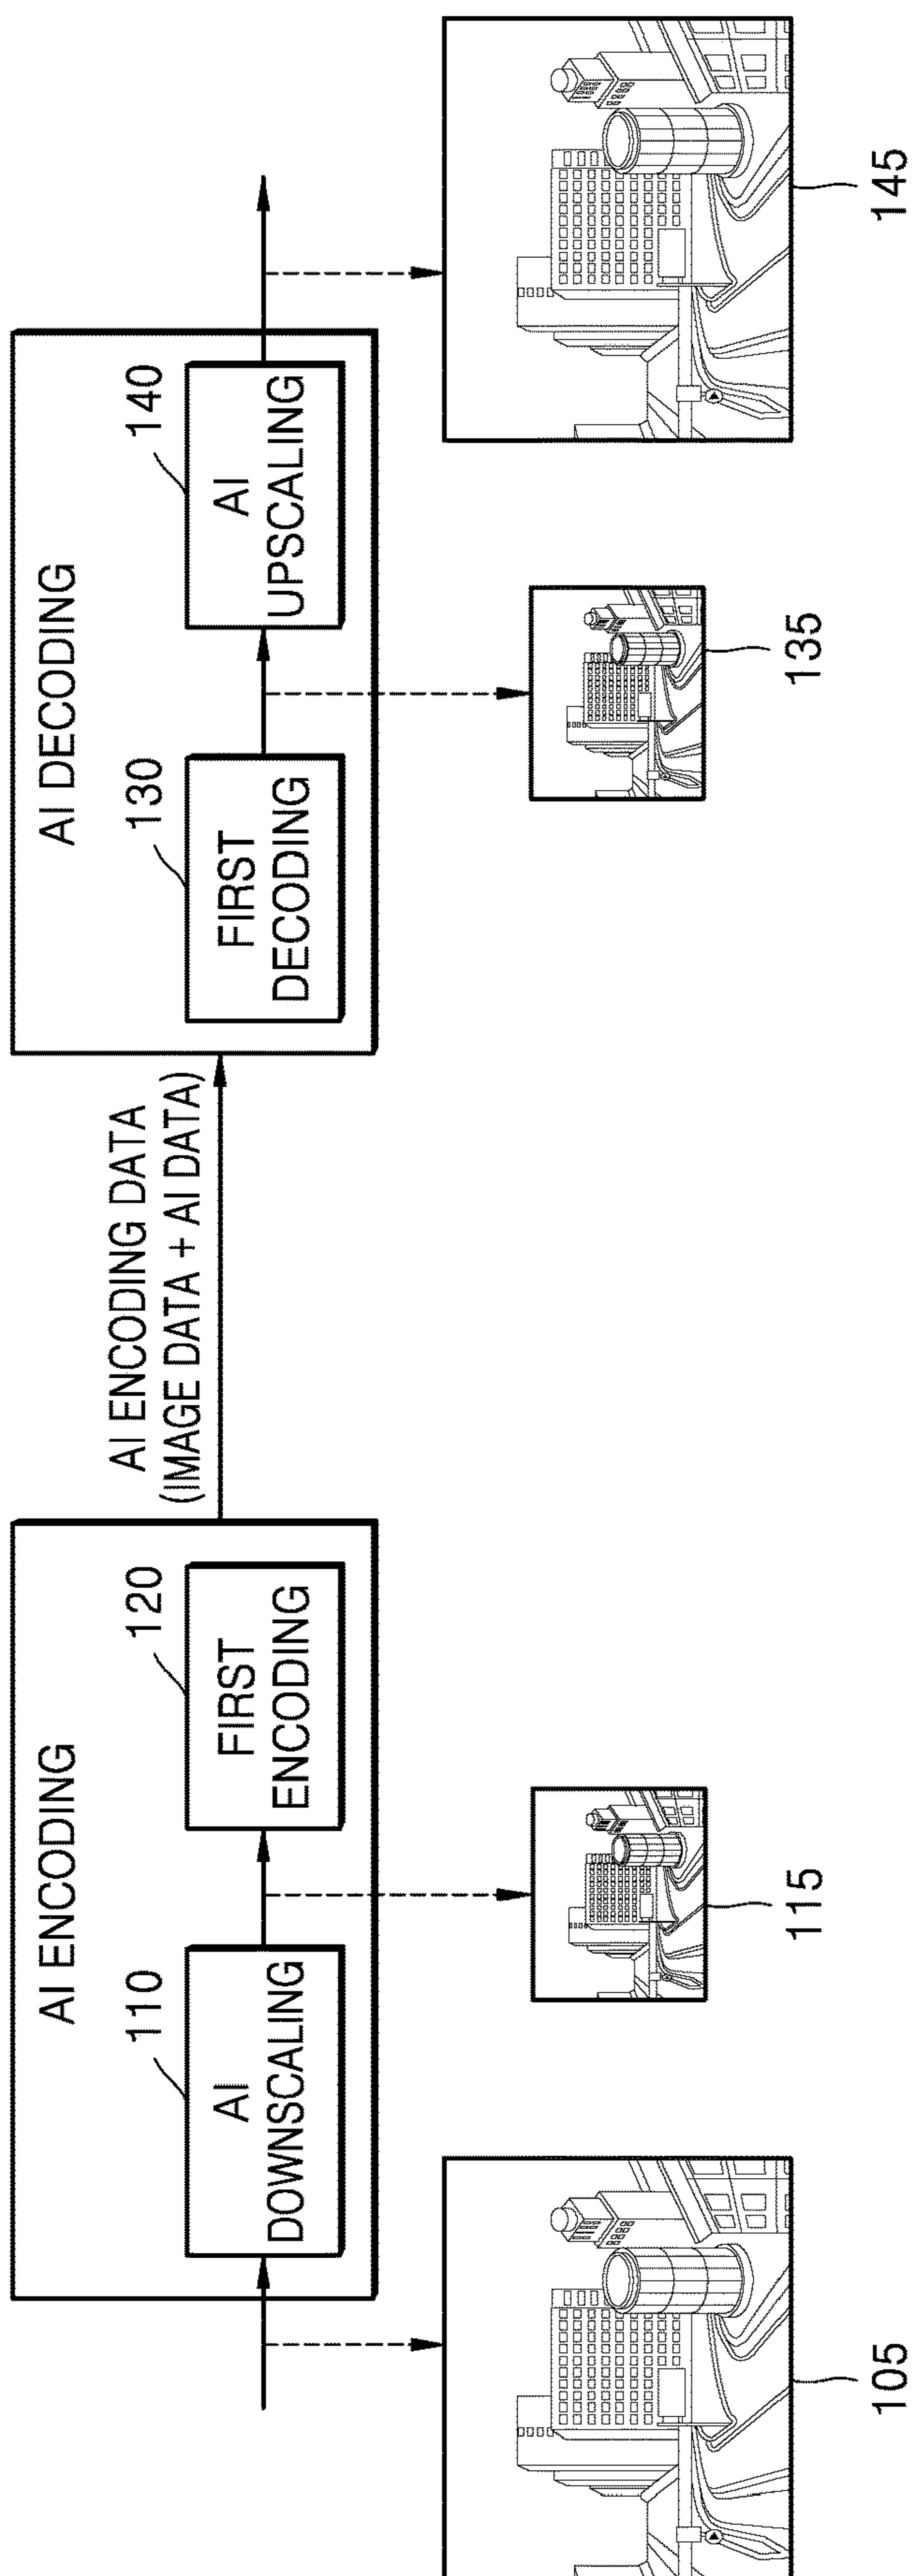 AI ENCODING
110
AI
DOWNSCALING
120
FIRST
ENCODING
AI ENCODING DATA
(IMAGE DATA + AI DATA)
AI DECODING
130
FIRST
DECODING
140
AI
UPSCALING
105
115
135
145